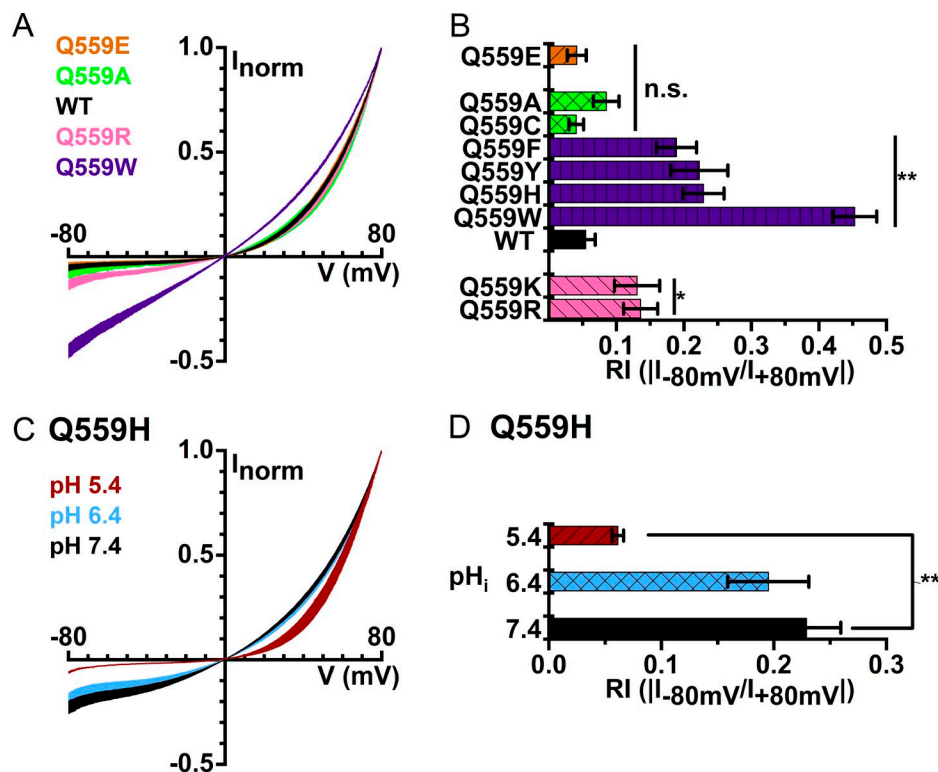 A
Q559E
Q559A
WT
Q559R
Q559W
1.0
Inorm
0.5
-80
80
V (mV)
-0.5
B
Q559E
Q559A
Q559C
Q559F
Q559Y
Q559H
Q559W
WT
Q559K
Q559R
n.s.
**
*
0.1 0.2 0.3 0.4 0.5
RI (|I-80mV/I+80mV|)
C Q559H
pH 5.4
pH 6.4
pH 7.4
1.0
Inorm
0.5
-80
80
V (mV)
-0.5
D Q559H
5.4
pHi 6.4
7.4
**
0.0 0.1 0.2 0.3
RI (|I-80mV/I+80mV|)